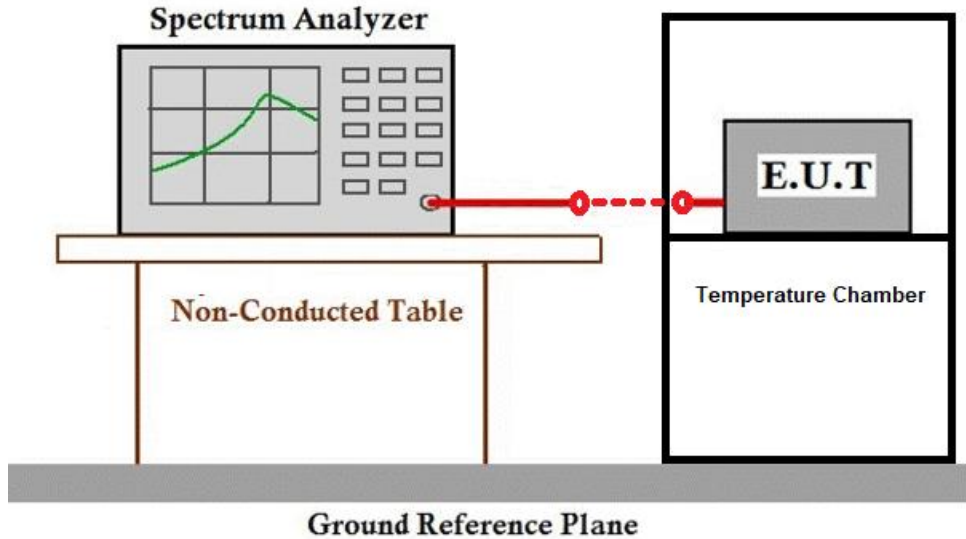 Spectrum Analyzer
E.U.T
Temperature Chamber
Non-Conducted Table
Ground Reference Plane